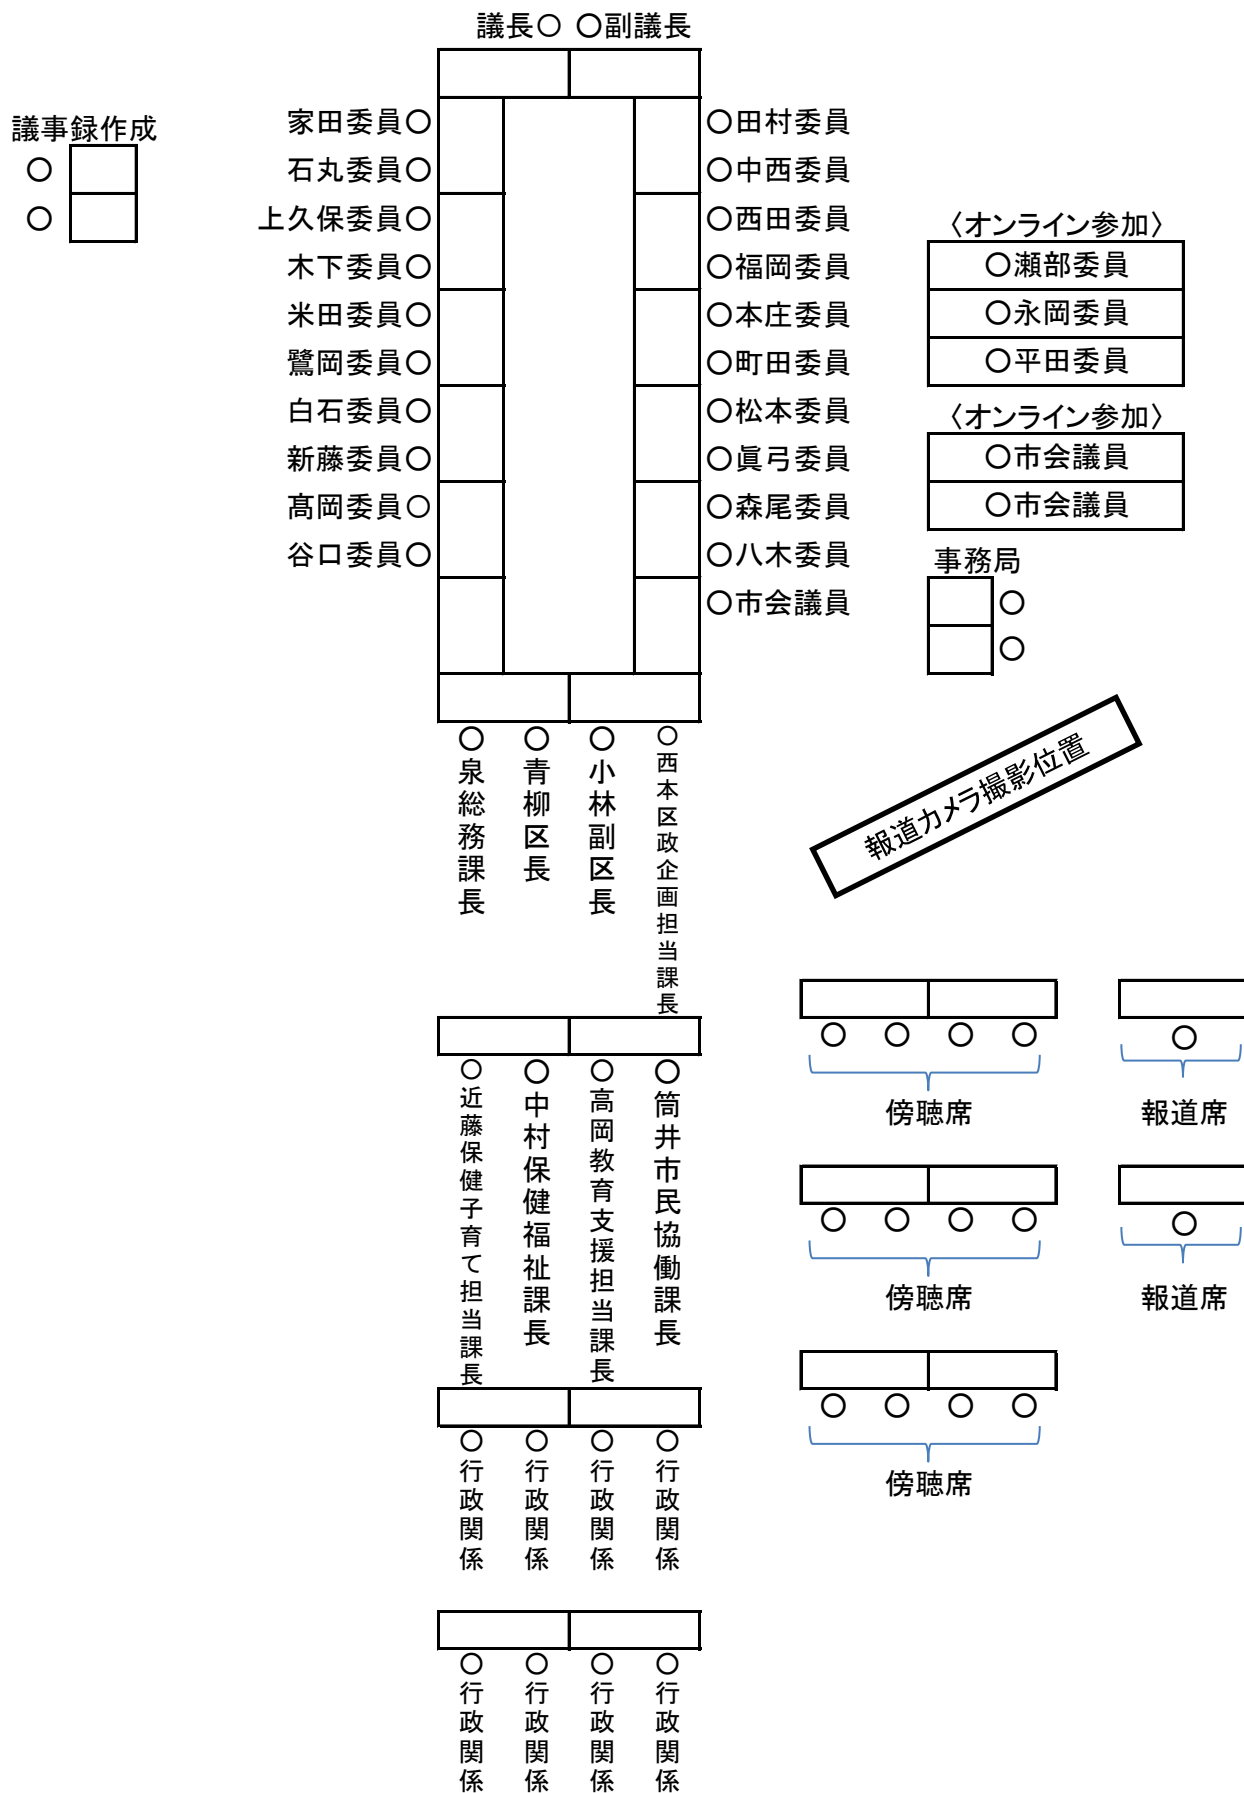 議長○ ○副議長
議事録作成
○
○
家田委員○
石丸委員○
上久保委員○
木下委員○
米田委員○
鷺岡委員○
白石委員○
新藤委員○
髙岡委員○
谷口委員○
○田村委員
○中西委員
○西田委員
○福岡委員
○本庄委員
○町田委員
○松本委員
○眞弓委員
○森尾委員
○八木委員
○市会議員
〈オンライン参加〉
○瀬部委員
○永岡委員
○平田委員
〈オンライン参加〉
○市会議員
○市会議員
事務局
○
○
○泉総務課長
○青柳区長
○小林副区長
○西本区政企画担当課長
報道カメラ撮影位置
○近藤保健子育て担当課長
○中村保健福祉課長
○高岡教育支援担当課長
○筒井市民協働課長
○ ○ ○ ○
傍聴席
○
報道席
○ ○ ○ ○
傍聴席
○
報道席
○ ○ ○ ○
傍聴席
○行政関係
○行政関係
○行政関係
○行政関係
○行政関係
○行政関係
○行政関係
○行政関係